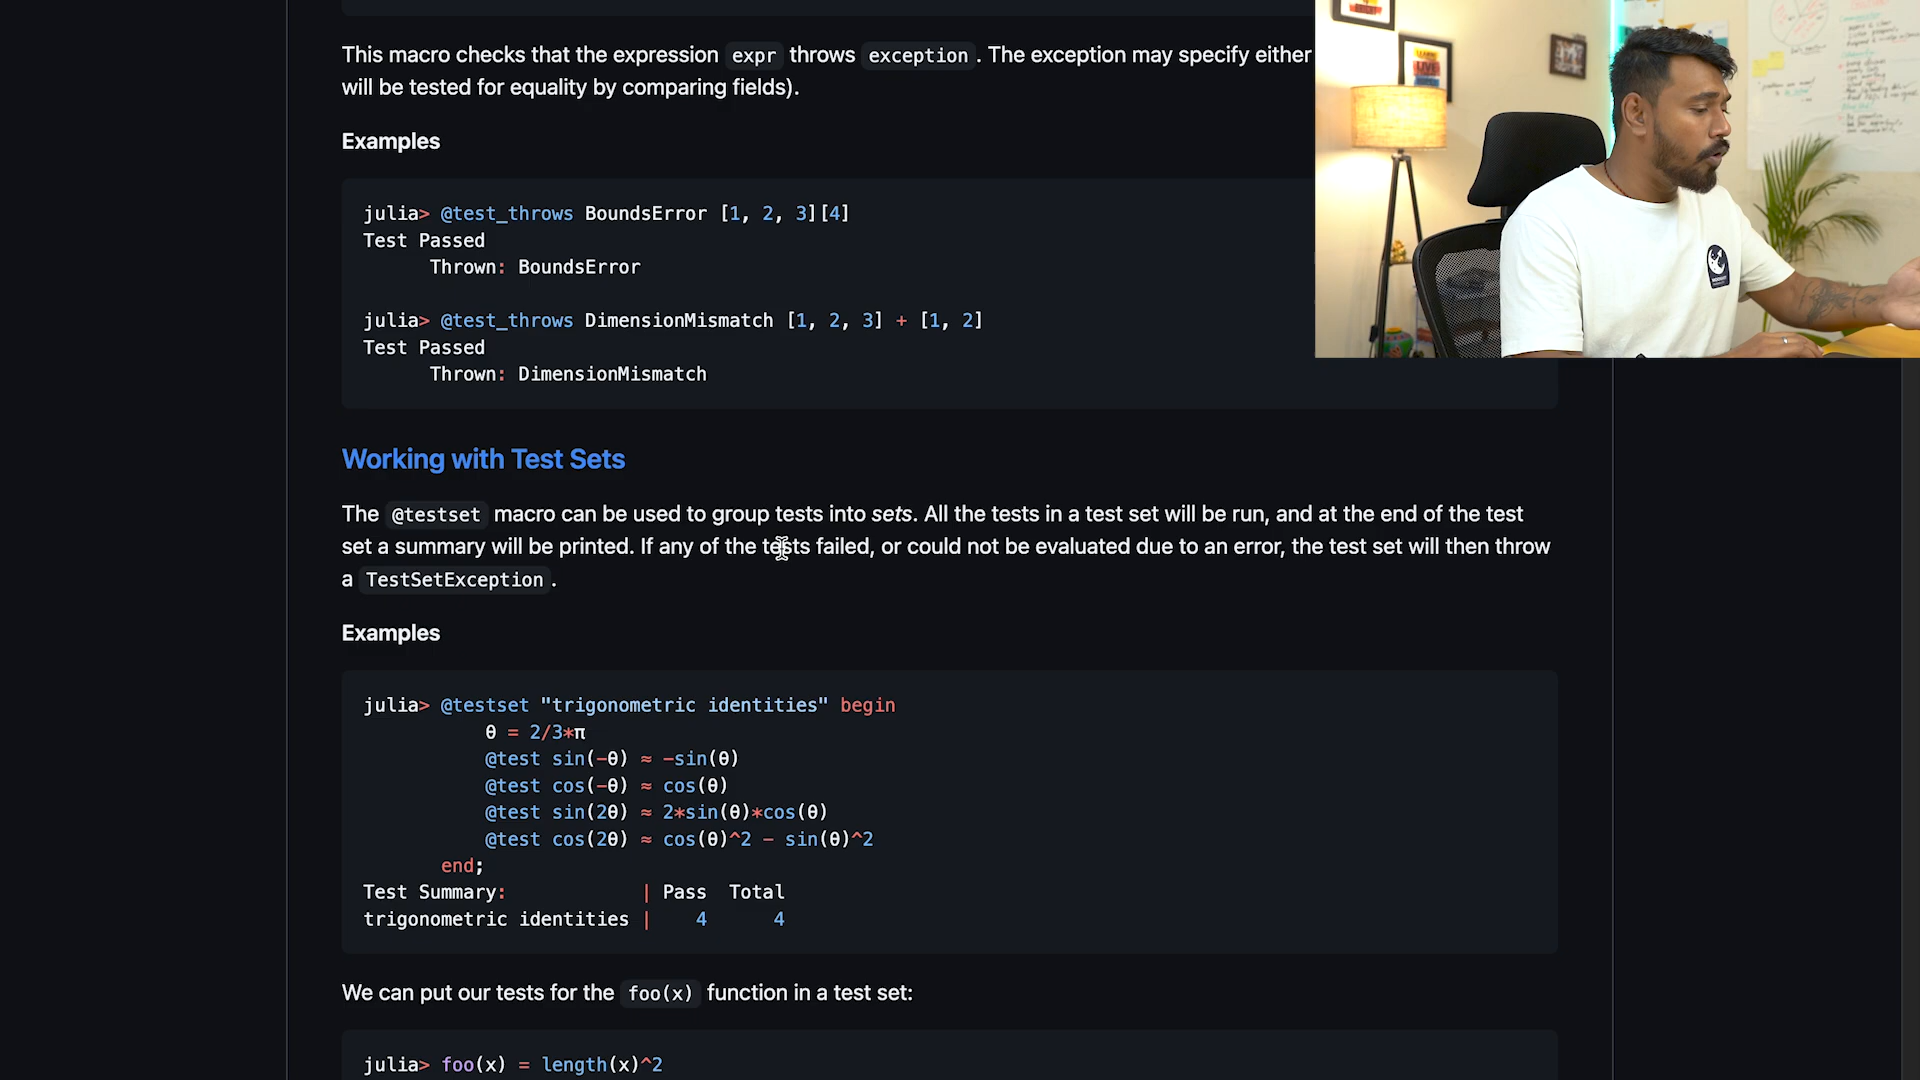 This macro checks that the expression expr throws exception. The exception may specify either
will be tested for equality by comparing fields).
Examples
julia> @test_throws BoundsError [1, 2, 3][4]
Test Passed
Thrown: BoundsError
julia> @test_throws DimensionMismatch [1, 2, 3] + [1, 2]
Test Passed
Thrown: DimensionMismatch
Working with Test Sets
The @testset macro can be used to group tests into sets. All the tests in a test set will be run, and at the end of the test
set a summary will be printed. If any of the tests failed, or could not be evaluated due to an error, the test set will then throw
a TestSetException.
Examples
julia> @testset "trigonometric identities" begin
θ = 2/3*π
@test sin(-θ) ≈ -sin(θ)
@test cos(-θ) ≈ cos(θ)
@test sin(2θ) ≈ 2*sin(θ)*cos(θ)
@test cos(2θ) ≈ cos(θ)^2 - sin(θ)^2
end;
Test Summary: | Pass Total
trigonometric identities | 4 4
We can put our tests for the foo(x) function in a test set:
julia> foo(x) = length(x)^2